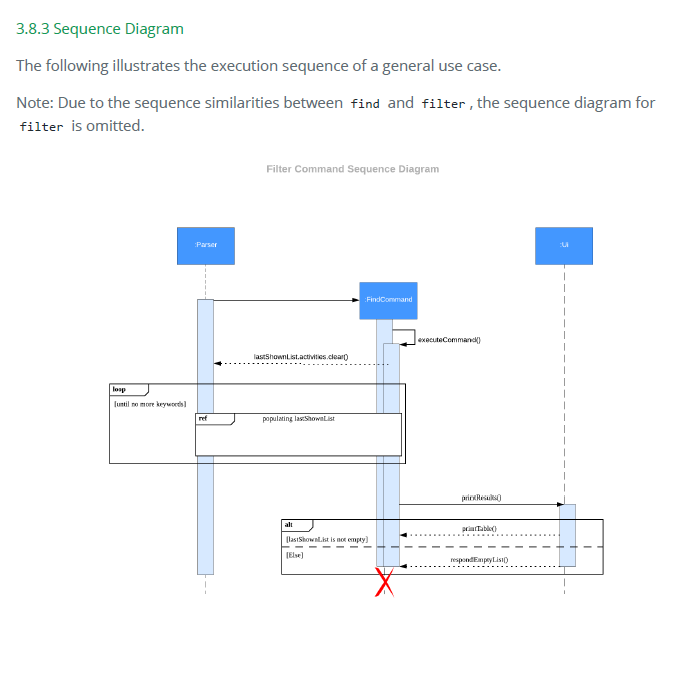 3.8.3 Sequence Diagram
The following illustrates the execution sequence of a general use case.
Note: Due to the sequence similarities between find and filter , the sequence diagram for
filter is omitted.
Filter Command Sequence Diagram
:Parser
:Ui
FindCommand
executeCommand()
lastShownList.activities.clear()
loop
[until no more keywords]
ref
populating lastShownList
printResults()
alt
printTable()
[lastShownList is not empty]
[Else]
respondEmptyList()